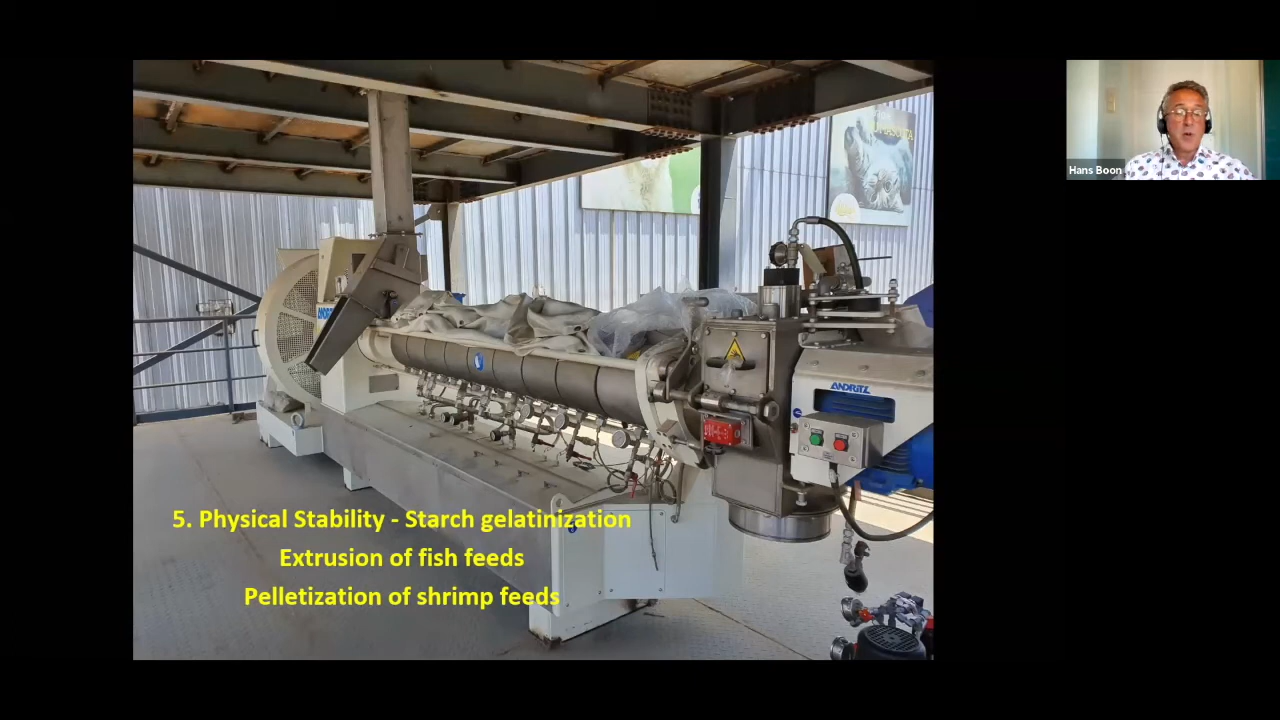 5. Physical Stability - Starch gelatinization
Extrusion of fish feeds
Pelletization of shrimp feeds
ANDRITZ
Hans Boon